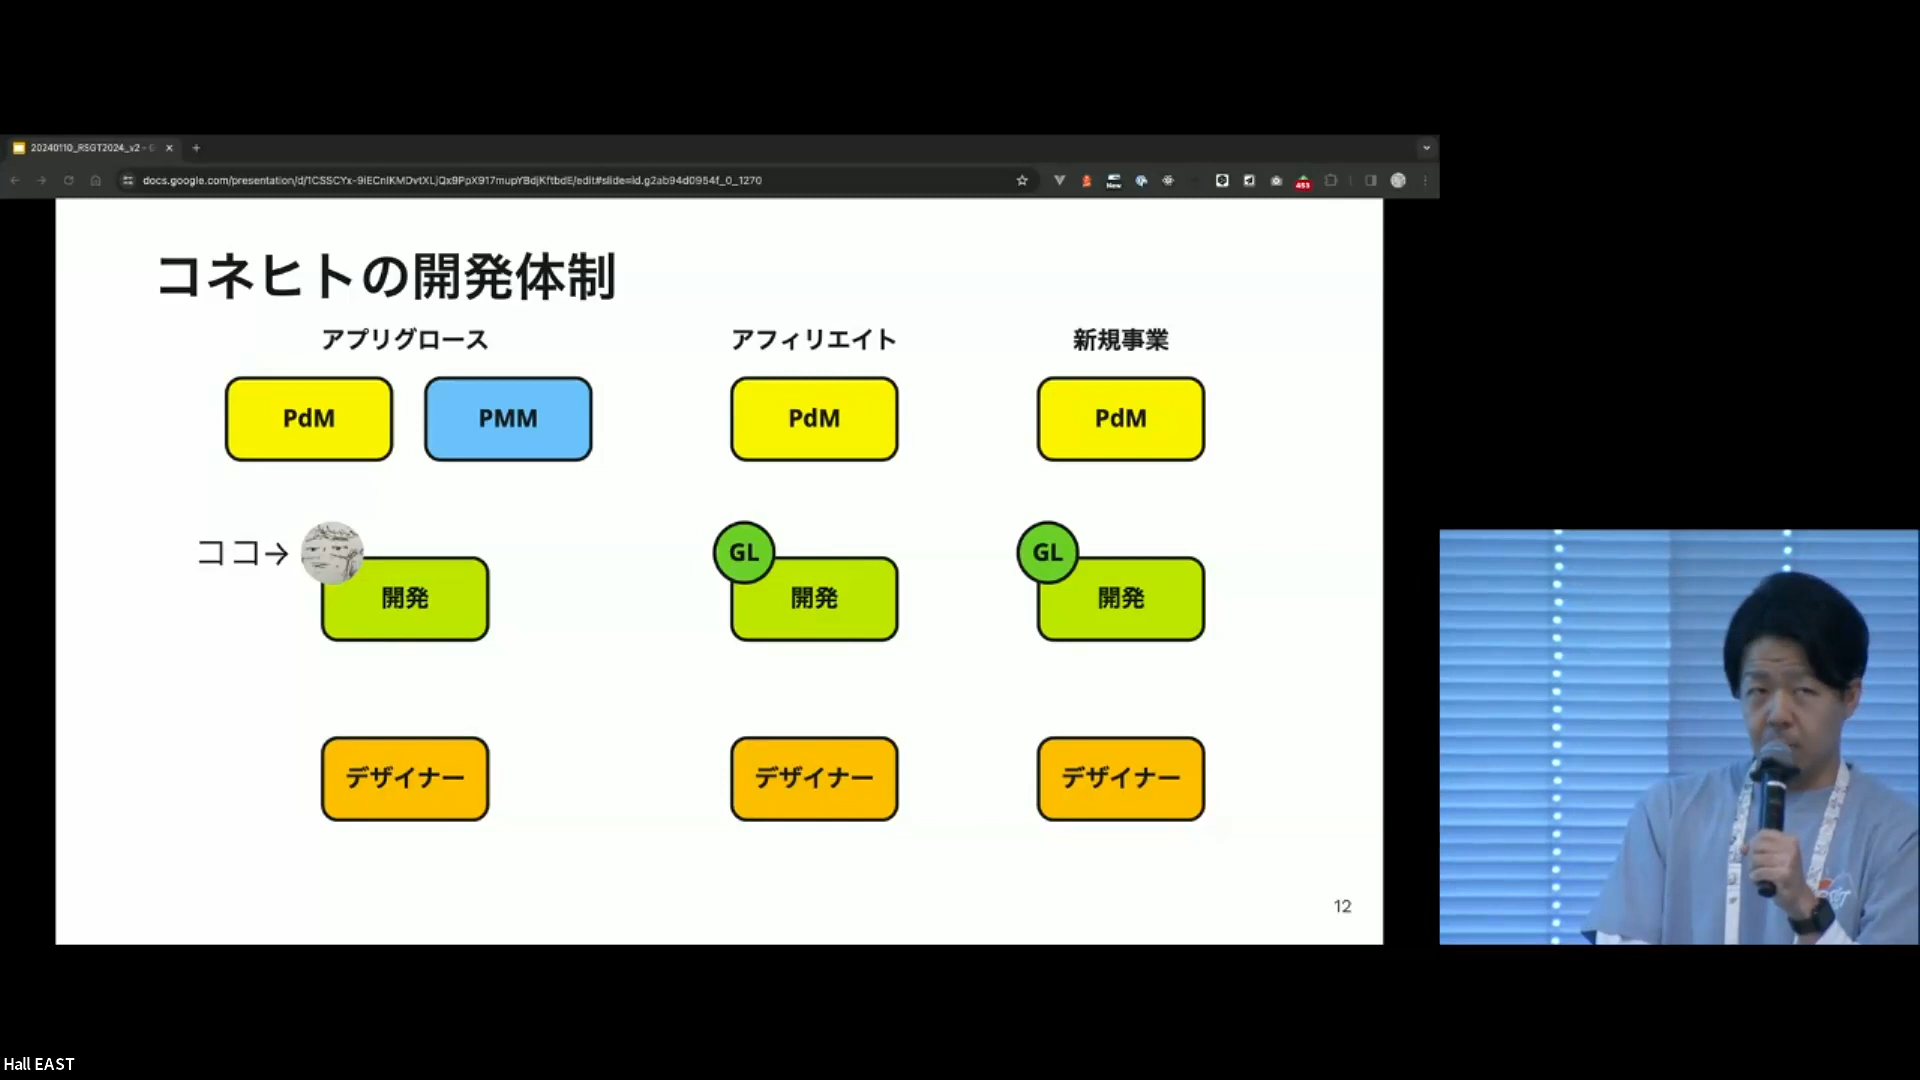 20240110_RSGT2024_v2 - G
docs.google.com/presentation/d/1CSSCYx-9iECnlKMDvtXLjQx9PpX917mupYBdjKftbdE/edit#slide=id.g2ab94d0954f_0_1270
New
453
コネヒトの開発体制
アプリグロース
アフィリエイト
新規事業
PdM
PMM
PdM
PdM
ココ→
GL
GL
開発
開発
開発
デザイナー
デザイナー
デザイナー
12
Hall EAST